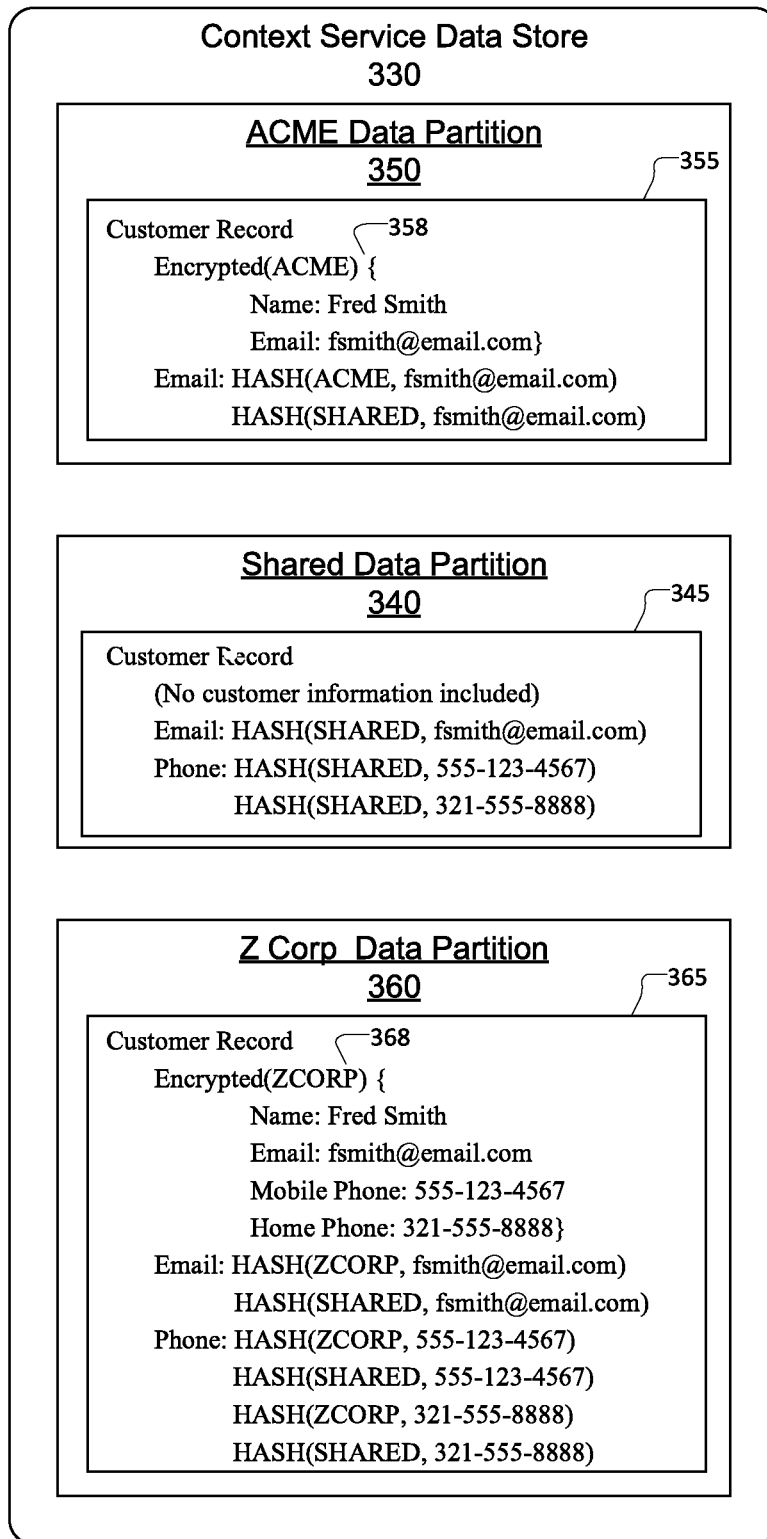 Context Service Data Store
330
ACME Data Partition
350
355
Customer Record
358
Encrypted(ACME) {
Name: Fred Smith
Email: fsmith@email.com}
Email: HASH(ACME, fsmith@email.com)
HASH(SHARED, fsmith@email.com)
Shared Data Partition
340
345
Customer Record
(No customer information included)
Email: HASH(SHARED, fsmith@email.com)
Phone: HASH(SHARED, 555-123-4567)
HASH(SHARED, 321-555-8888)
Z Corp Data Partition
360
365
Customer Record
368
Encrypted(ZCORP) {
Name: Fred Smith
Email: fsmith@email.com
Mobile Phone: 555-123-4567
Home Phone: 321-555-8888}
Email: HASH(ZCORP, fsmith@email.com)
HASH(SHARED, fsmith@email.com)
Phone: HASH(ZCORP, 555-123-4567)
HASH(SHARED, 555-123-4567)
HASH(ZCORP, 321-555-8888)
HASH(SHARED, 321-555-8888)